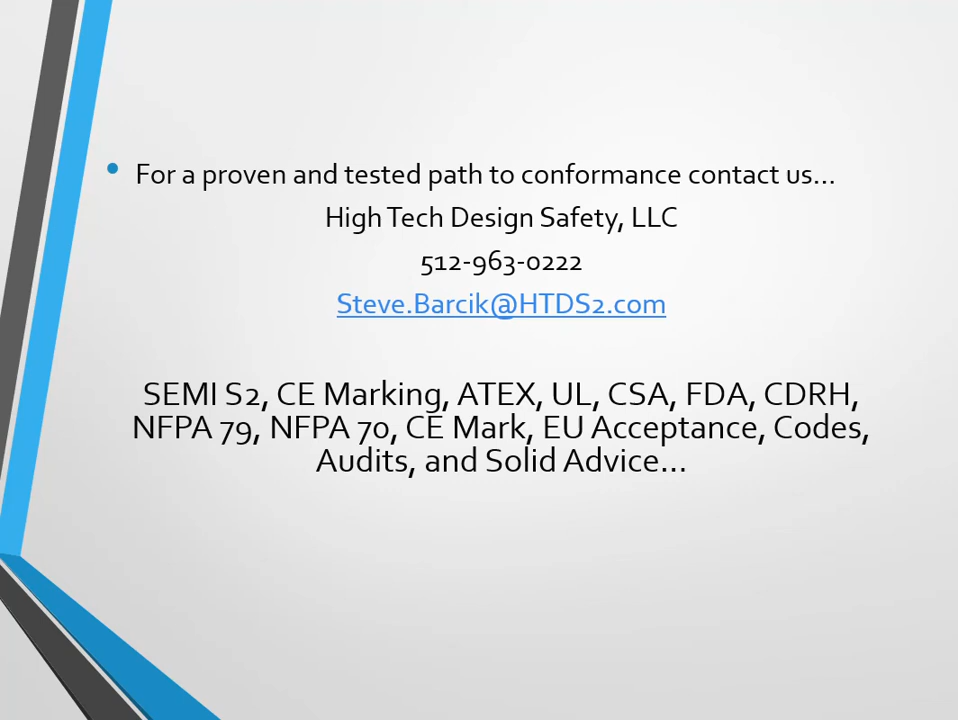 • For a proven and tested path to conformance contact us...
High Tech Design Safety, LLC
512-963-0222
Steve.Barcik@HTDS2.com
SEMI S2, CE Marking, ATEX, UL, CSA, FDA, CDRH,
NFPA 79, NFPA 70, CE Mark, EU Acceptance, Codes,
Audits, and Solid Advice...